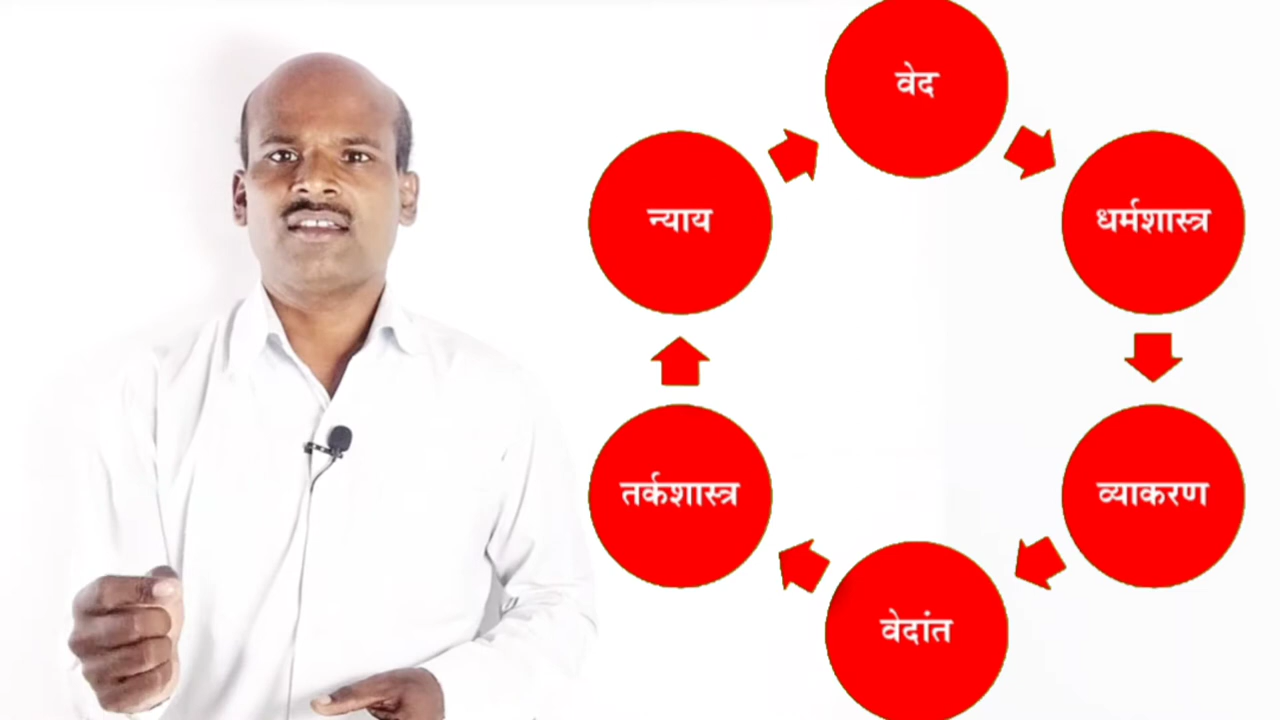 वेद
धर्मशास्त्र
व्याकरण
वेदांत
तर्कशास्त्र
न्याय